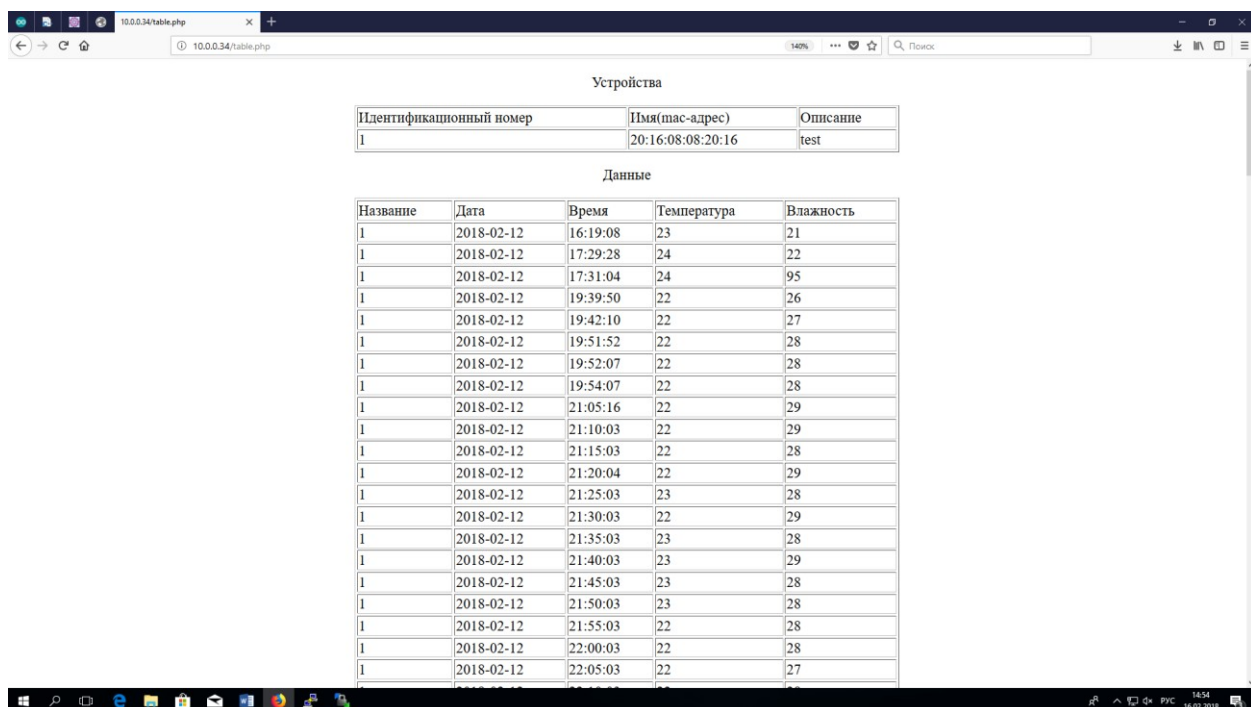 10.0.0.34/table.php
10.0.0.34/table.php 140% Поиск
Устройства
Идентификационный номер Имя(mac-адрес) Описание
1 20:16:08:08:20:16 test
Данные
Название Дата Время Температура Влажность
1 2018-02-12 16:19:08 23 21
1 2018-02-12 17:29:28 24 22
1 2018-02-12 17:31:04 24 95
1 2018-02-12 19:39:50 22 26
1 2018-02-12 19:42:10 22 27
1 2018-02-12 19:51:52 22 28
1 2018-02-12 19:52:07 22 28
1 2018-02-12 19:54:07 22 28
1 2018-02-12 21:05:16 22 29
1 2018-02-12 21:10:03 22 29
1 2018-02-12 21:15:03 22 28
1 2018-02-12 21:20:04 22 29
1 2018-02-12 21:25:03 23 28
1 2018-02-12 21:30:03 22 29
1 2018-02-12 21:35:03 23 28
1 2018-02-12 21:40:03 23 29
1 2018-02-12 21:45:03 23 28
1 2018-02-12 21:50:03 23 28
1 2018-02-12 21:55:03 22 28
1 2018-02-12 22:00:03 22 28
1 2018-02-12 22:05:03 22 27
РУС 14:54
16.02.2018